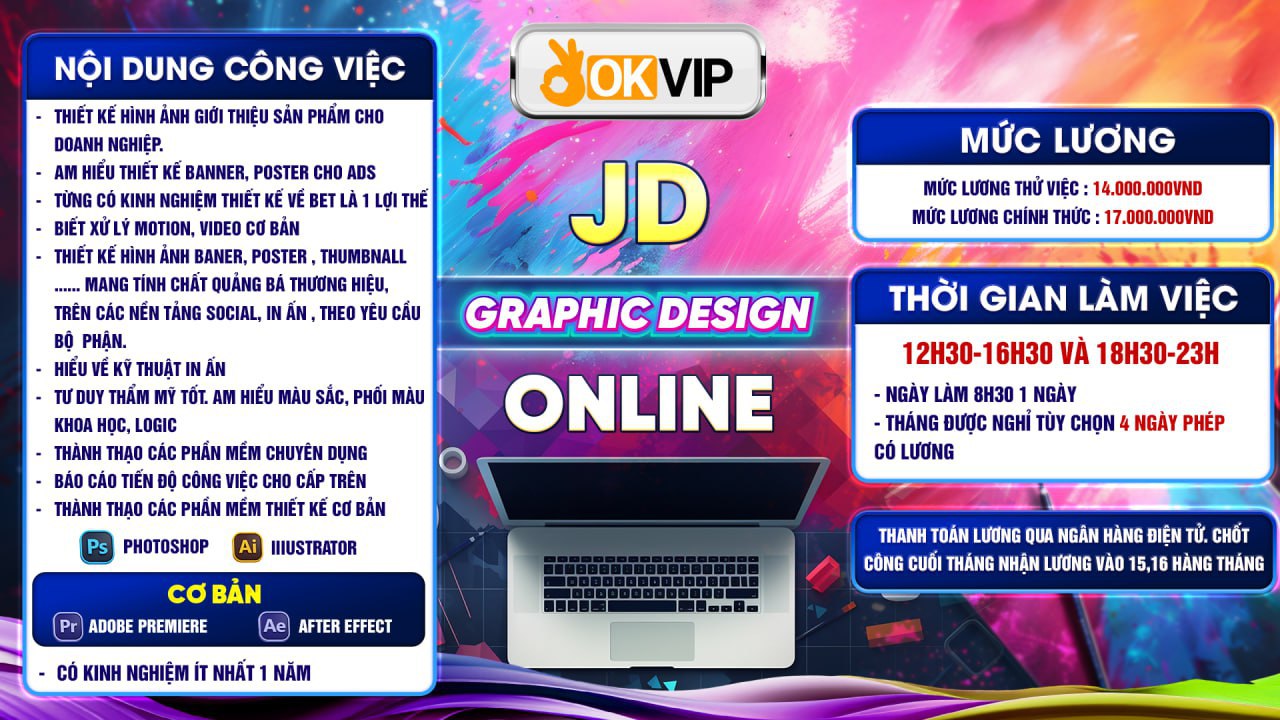 NỘI DUNG CÔNG VIỆC
- THIẾT KẾ HÌNH ẢNH GIỚI THIỆU SẢN PHẨM CHO
DOANH NGHIỆP.
- AM HIỂU THIẾT KẾ BANNER, POSTER CHO ADS
- TỪNG CÓ KINH NGHIỆM THIẾT KẾ VỀ BET LÀ 1 LỢI THẾ
- BIẾT XỬ LÝ MOTION, VIDEO CƠ BẢN
- THIẾT KẾ HÌNH ẢNH BANER, POSTER , THUMBNALL
...... MANG TÍNH CHẤT QUẢNG BÁ THƯƠNG HIỆU,
TRÊN CÁC NỀN TẢNG SOCIAL, IN ẤN , THEO YÊU CẦU
BỘ PHẬN.
- HIỂU VỀ KỸ THUẬT IN ẤN
- TƯ DUY THẨM MỸ TỐT. AM HIỂU MÀU SẮC, PHỐI MÀU
KHOA HỌC, LOGIC
- THÀNH THẠO CÁC PHẦN MỀM CHUYÊN DỤNG
- BÁO CÁO TIẾN ĐỘ CÔNG VIỆC CHO CẤP TRÊN
- THÀNH THẠO CÁC PHẦN MỀM THIẾT KẾ CƠ BẢN
Ps PHOTOSHOP Ai IIIUSTRATOR
CƠ BẢN
Pr ADOBE PREMIERE Ae AFTER EFFECT
- CÓ KINH NGHIỆM ÍT NHẤT 1 NĂM
OKVIP
JD
GRAPHIC DESIGN
ONLINE
MỨC LƯƠNG
MỨC LƯƠNG THỬ VIỆC : 14.000.000VND
MỨC LƯƠNG CHÍNH THỨC : 17.000.000VND
THỜI GIAN LÀM VIỆC
12H30-16H30 VÀ 18H30-23H
- NGÀY LÀM 8H30 1 NGÀY
- THÁNG ĐƯỢC NGHỈ TÙY CHỌN 4 NGÀY PHÉP
CÓ LƯƠNG
THANH TOÁN LƯƠNG QUA NGÂN HÀNG ĐIỆN TỬ. CHỐT
CÔNG CUỐI THÁNG NHẬN LƯƠNG VÀO 15,16 HÀNG THÁNG